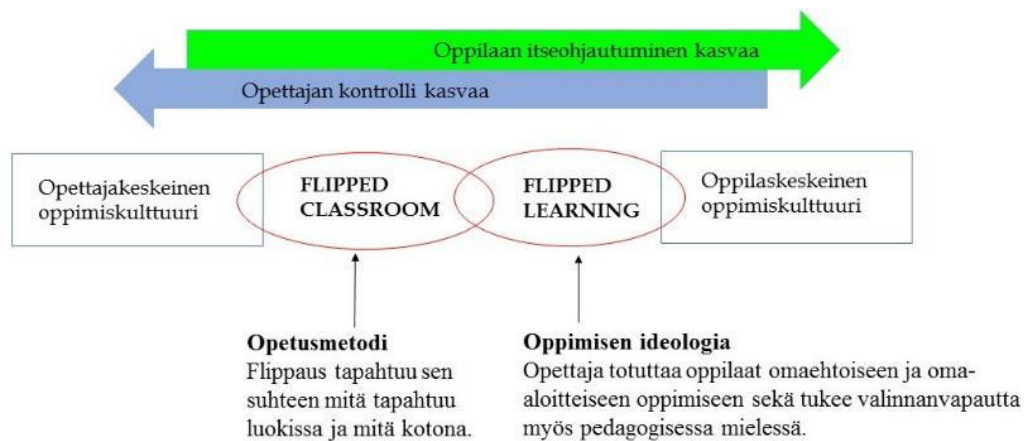 Oppilaan itseohjautuminen kasvaa
Opettajan kontrolli kasvaa
Opettajakeskeinen
oppimiskulttuuri
FLIPPED
CLASSROOM
FLIPPED
LEARNING
Oppilaskeskeinen
oppimiskulttuuri
Opetusmetodi
Flippaus tapahtuu sen
suhteen mitä tapahtuu
luokissa ja mitä kotona.
Oppimisen ideologia
Opettaja totuttaa oppilaat omaehtoiseen ja oma-
aloitteiseen oppimiseen sekä tukee valinnanvapautta
myös pedagogisessa mielessä.